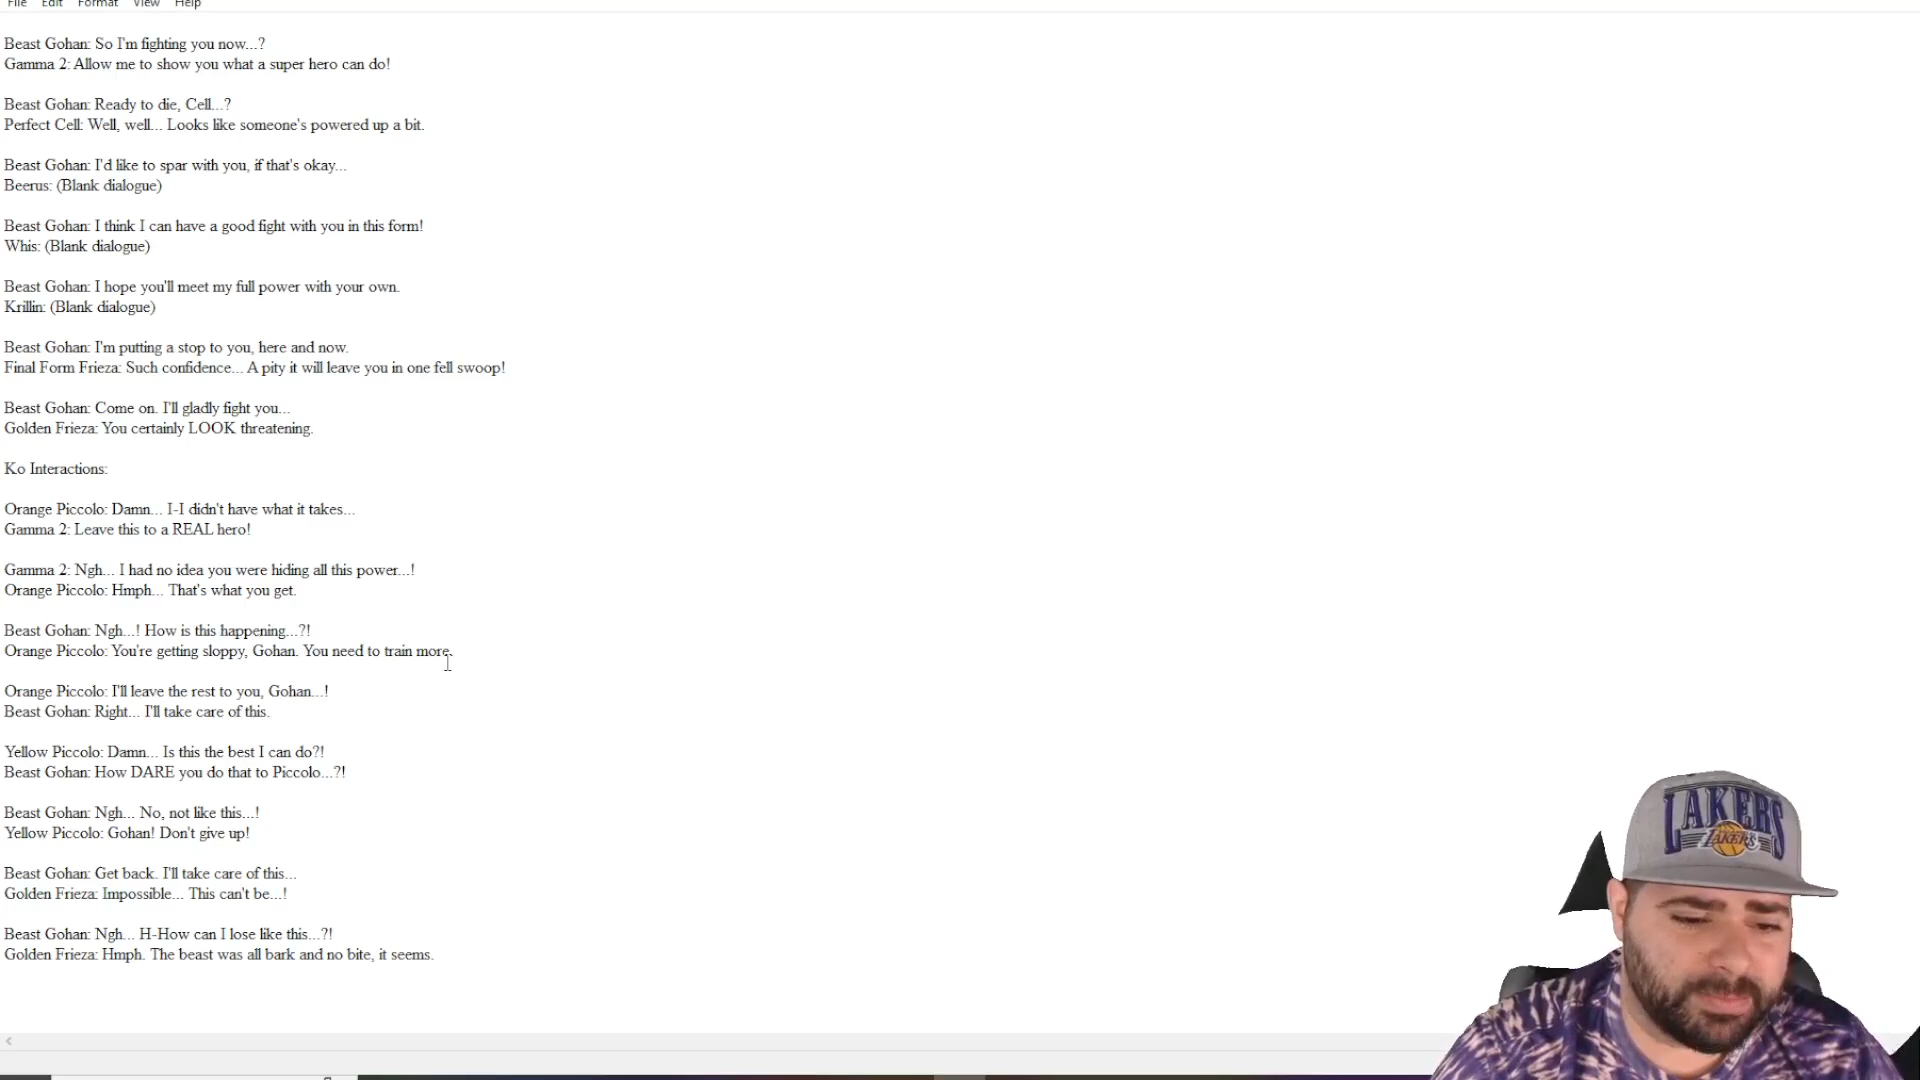 File Edit Format View Help
Beast Gohan: So I'm fighting you now...?
Gamma 2: Allow me to show you what a super hero can do!
Beast Gohan: Ready to die, Cell...?
Perfect Cell: Well, well... Looks like someone's powered up a bit.
Beast Gohan: I'd like to spar with you, if that's okay...
Beerus: (Blank dialogue)
Beast Gohan: I think I can have a good fight with you in this form!
Whis: (Blank dialogue)
Beast Gohan: I hope you'll meet my full power with your own.
Krillin: (Blank dialogue)
Beast Gohan: I'm putting a stop to you, here and now.
Final Form Frieza: Such confidence... A pity it will leave you in one fell swoop!
Beast Gohan: Come on. I'll gladly fight you...
Golden Frieza: You certainly LOOK threatening.
Ko Interactions:
Orange Piccolo: Damn... I-I didn't have what it takes...
Gamma 2: Leave this to a REAL hero!
Gamma 2: Ngh... I had no idea you were hiding all this power...!
Orange Piccolo: Hmph... That's what you get.
Beast Gohan: Ngh...! How is this happening...?!
Orange Piccolo: You're getting sloppy, Gohan. You need to train more.
Orange Piccolo: I'll leave the rest to you, Gohan...!
Beast Gohan: Right... I'll take care of this.
Yellow Piccolo: Damn... Is this the best I can do?!
Beast Gohan: How DARE you do that to Piccolo...?!
Beast Gohan: Ngh... No, not like this...!
Yellow Piccolo: Gohan! Don't give up!
Beast Gohan: Get back. I'll take care of this...
Golden Frieza: Impossible... This can't be...!
Beast Gohan: Ngh... H-How can I lose like this...?!
Golden Frieza: Hmph. The beast was all bark and no bite, it seems.
LAKERS
LAKERS